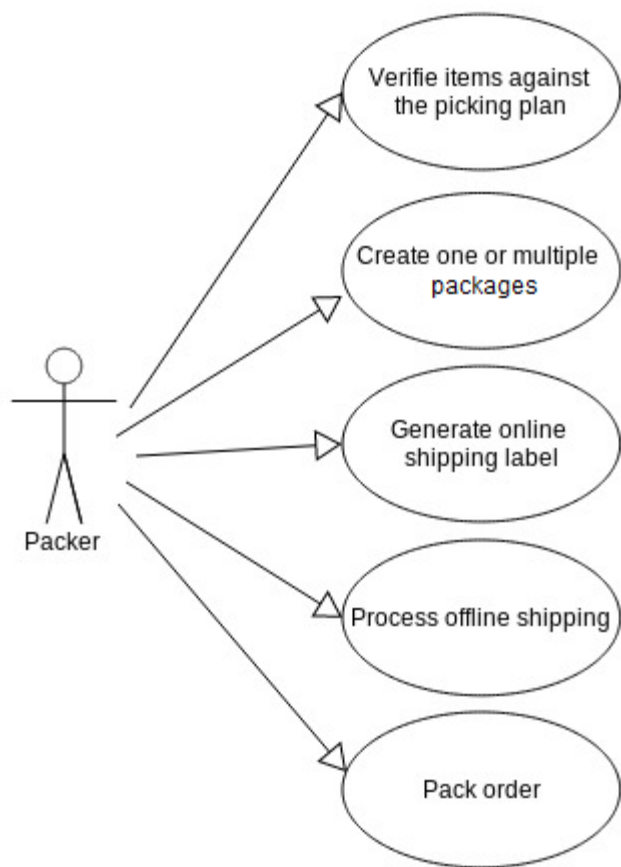 Verifie items against
the picking plan
Create one or multiple
packages
Generate online
shipping label
Packer
Process offline shipping
Pack order